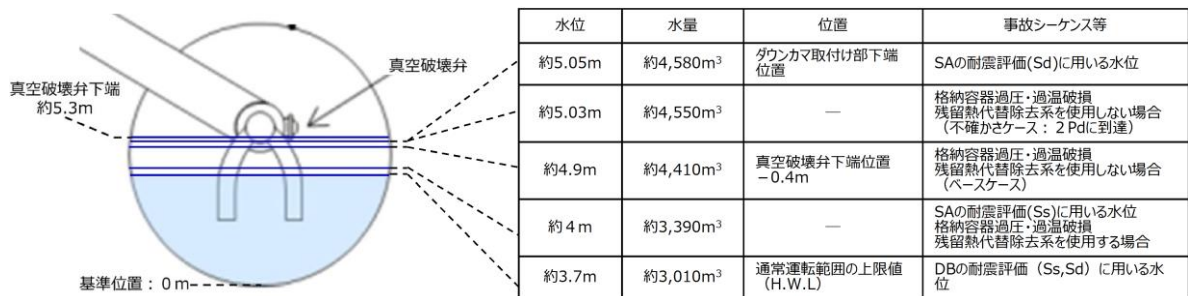 真空破壊弁
真空破壊弁下端
約5.3m
基準位置：0m
水位
水量
位置
事故シーケンス等
約5.05m
約4,580m³
ダウンカマ取付け部下端
位置
SAの耐震評価(Sd)に用いる水位
約5.03m
約4,550m³
―
格納容器過圧・過温破損
残留熱代替除去系を使用しない場合
（不確かさケース：2Pdに到達）
約4.9m
約4,410m³
真空破壊弁下端位置
－0.4m
格納容器過圧・過温破損
残留熱代替除去系を使用しない場合
（ベースケース）
約4m
約3,390m³
―
SAの耐震評価(Ss)に用いる水位
格納容器過圧・過温破損
残留熱代替除去系を使用する場合
約3.7m
約3,010m³
通常運転範囲の上限値
（H.W.L）
DBの耐震評価（Ss,Sd）に用いる水
位